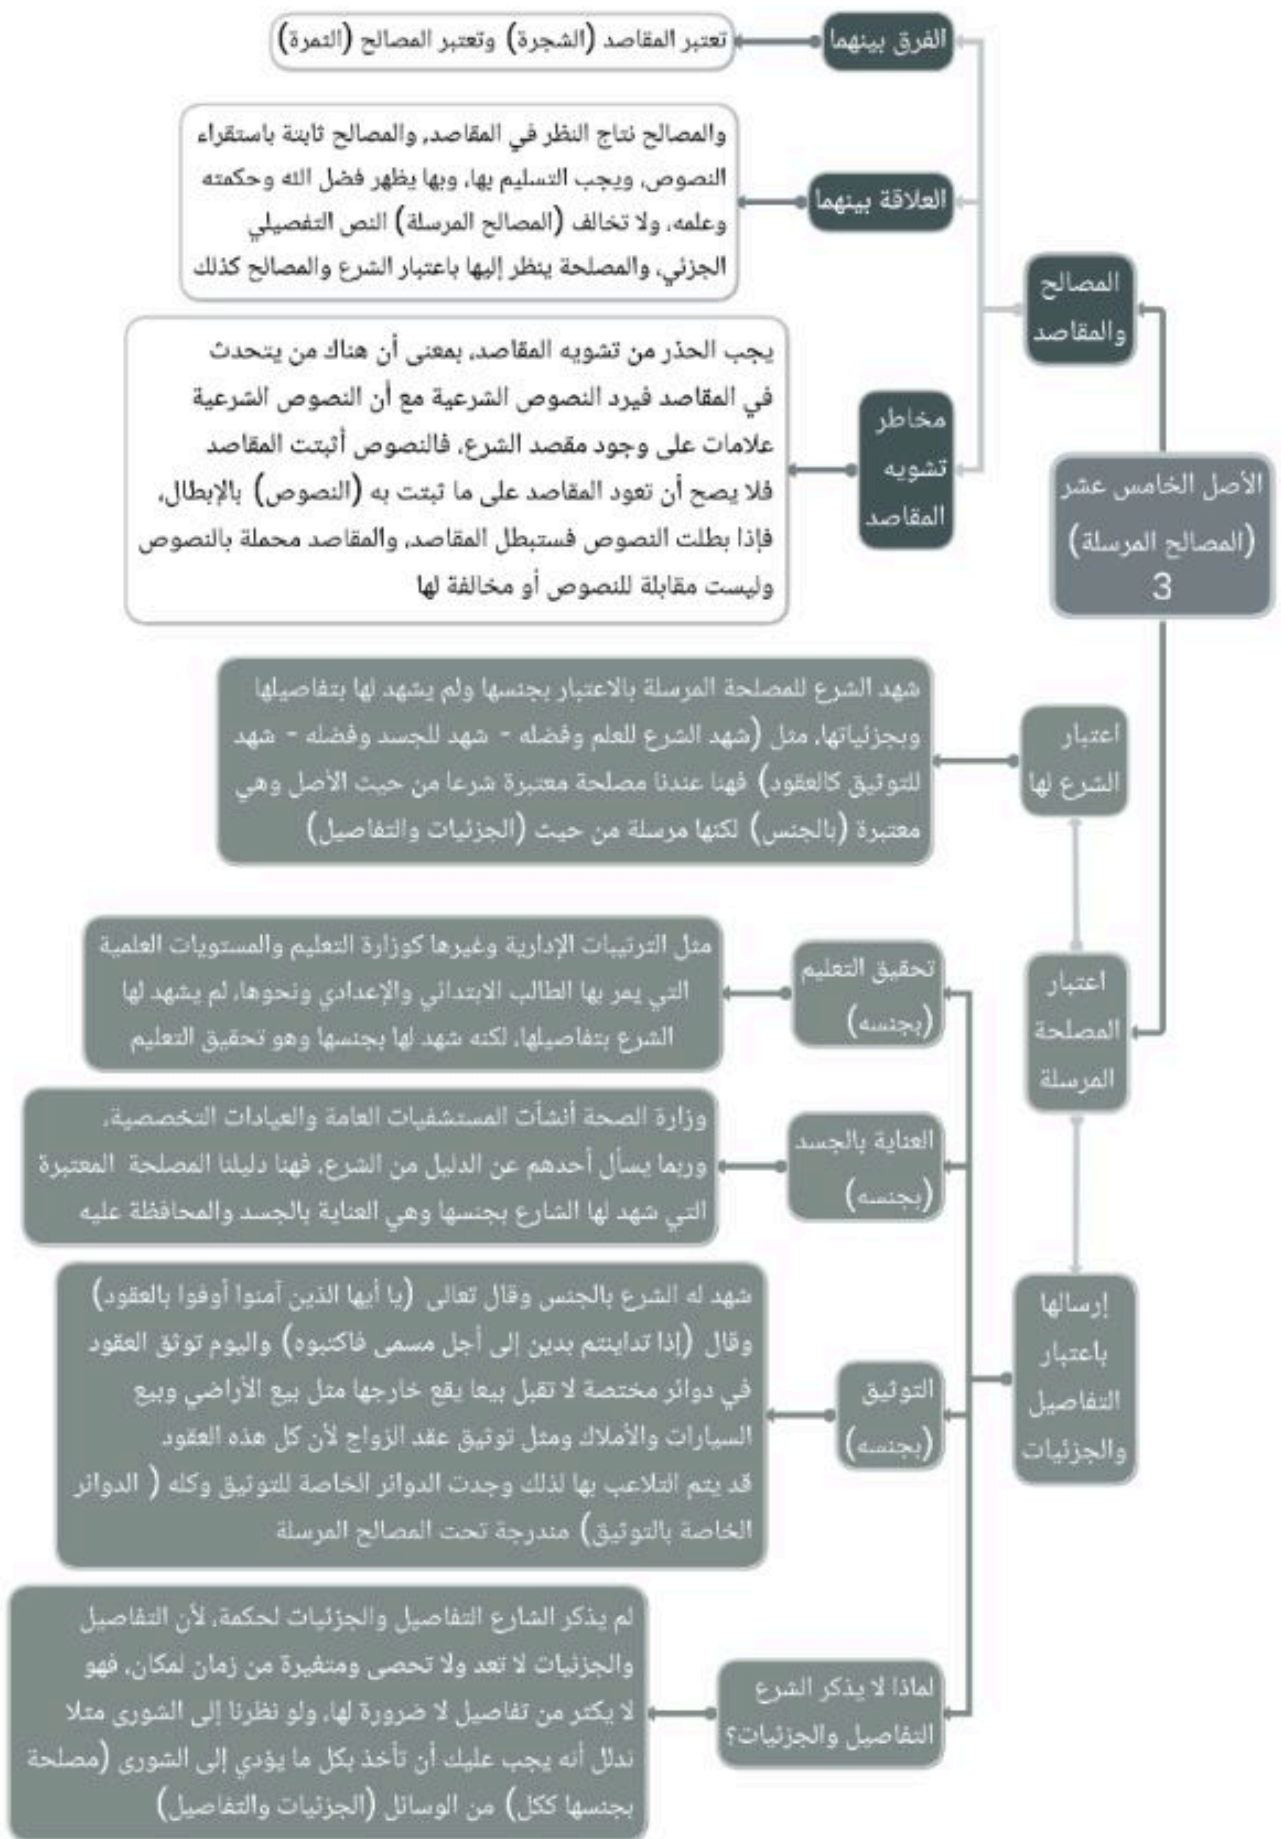 الأصل الخامس عشر
(المصالح المرسلة)
3
المصالح
والمقاصد
الفرق بينهما
تعتبر المقاصد (الشجرة) وتعتبر المصالح (الثمرة)
العلاقة بينهما
والمصالح نتاج النظر في المقاصد، والمصالح ثابتة باستقراء
النصوص، ويجب التسليم بها، وبها يظهر فضل الله وحكمته
وعلمه، ولا تخالف (المصالح المرسلة) النص التفصيلي
الجزئي، والمصلحة ينظر إليها باعتبار الشرع والمصالح كذلك
مخاطر
تشويه
المقاصد
يجب الحذر من تشويه المقاصد، بمعنى أن هناك من يتحدث
في المقاصد فيرد النصوص الشرعية مع أن النصوص الشرعية
علامات على وجود مقصد الشرع، فالنصوص أثبتت المقاصد
فلا يصح أن تعود المقاصد على ما ثبتت به (النصوص) بالإبطال،
فإذا بطلت النصوص فستبطل المقاصد، والمقاصد محملة بالنصوص
وليست مقابلة للنصوص أو مخالفة لها
اعتبار
المصلحة
المرسلة
اعتبار
الشرع لها
شهد الشرع للمصلحة المرسلة بالاعتبار بجنسها ولم يشهد لها بتفاصيلها
وبجزئياتها، مثل (شهد الشرع للعلم وفضله - شهد للجسد وفضله - شهد
للتوثيق كالعقود) فهنا عندنا مصلحة معتبرة شرعا من حيث الأصل وهي
معتبرة (بالجنس) لكنها مرسلة من حيث (الجزئيات والتفاصيل)
إرسالها
باعتبار
التفاصيل
والجزئيات
تحقيق التعليم
(بجنسه)
مثل الترتيبات الإدارية وغيرها كوزارة التعليم والمستويات العلمية
التي يمر بها الطالب الابتدائي والإعدادي ونحوها، لم يشهد لها
الشرع بتفاصيلها، لكنه شهد لها بجنسها وهو تحقيق التعليم
العناية بالجسد
(بجنسه)
وزارة الصحة أنشأت المستشفيات العامة والعيادات التخصصية،
وربما يسأل أحدهم عن الدليل من الشرع، فهنا دليلنا المصلحة المعتبرة
التي شهد لها الشارع بجنسها وهي العناية بالجسد والمحافظة عليه
التوثيق
(بجنسه)
شهد له الشرع بالجنس وقال تعالى (يا أيها الذين آمنوا أوفوا بالعقود)
وقال (إذا تداينتم بدين إلى أجل مسمى فاكتبوه) واليوم توثق العقود
في دوائر مختصة لا تقبل بيعا يقع خارجها مثل بيع الأراضي وبيع
السيارات والأملاك ومثل توثيق عقد الزواج لأن كل هذه العقود
قد يتم التلاعب بها لذلك وجدت الدوائر الخاصة للتوثيق وكله ( الدوائر
الخاصة بالتوثيق) مندرجة تحت المصالح المرسلة
لماذا لا يذكر الشرع
التفاصيل والجزئيات؟
لم يذكر الشارع التفاصيل والجزئيات لحكمة، لأن التفاصيل
والجزئيات لا تعد ولا تحصى ومتغيرة من زمان لمكان، فهو
لا يكثر من تفاصيل لا ضرورة لها، ولو نظرنا إلى الشورى مثلا
ندلل أنه يجب عليك أن تأخذ بكل ما يؤدي إلى الشورى (مصلحة
بجنسها ككل) من الوسائل (الجزئيات والتفاصيل)